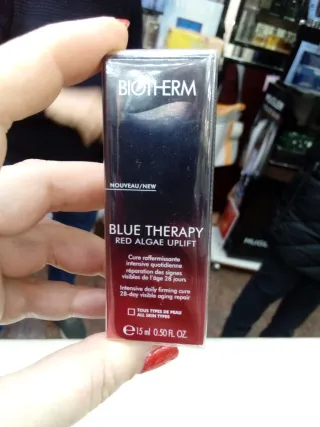 BIOTHERM
NOUVEAU/NEW
BLUE THERAPY
RED ALGAE UPLIFT
Cure raffermissante
intensive quotidienne
réparation des signes
visibles de l'âge 28 jours
Intensive daily firming cure
28-day visible aging repair
TOUS TYPES DE PEAU
ALL SKIN TYPES
e 15 ml 0.50 FL. OZ.